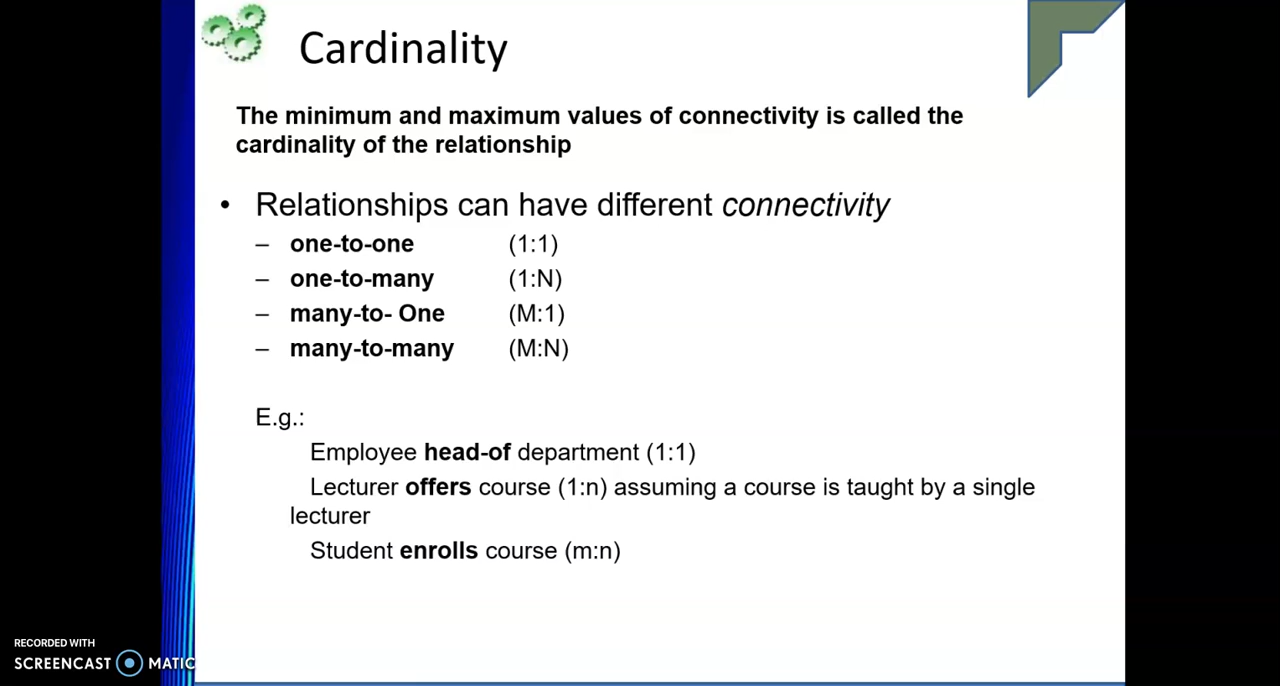 Cardinality
The minimum and maximum values of connectivity is called the
cardinality of the relationship
• Relationships can have different connectivity
– one-to-one (1:1)
– one-to-many (1:N)
– many-to- One (M:1)
– many-to-many (M:N)
E.g.:
Employee head-of department (1:1)
Lecturer offers course (1:n) assuming a course is taught by a single
lecturer
Student enrolls course (m:n)
RECORDED WITH
SCREENCAST MATIC